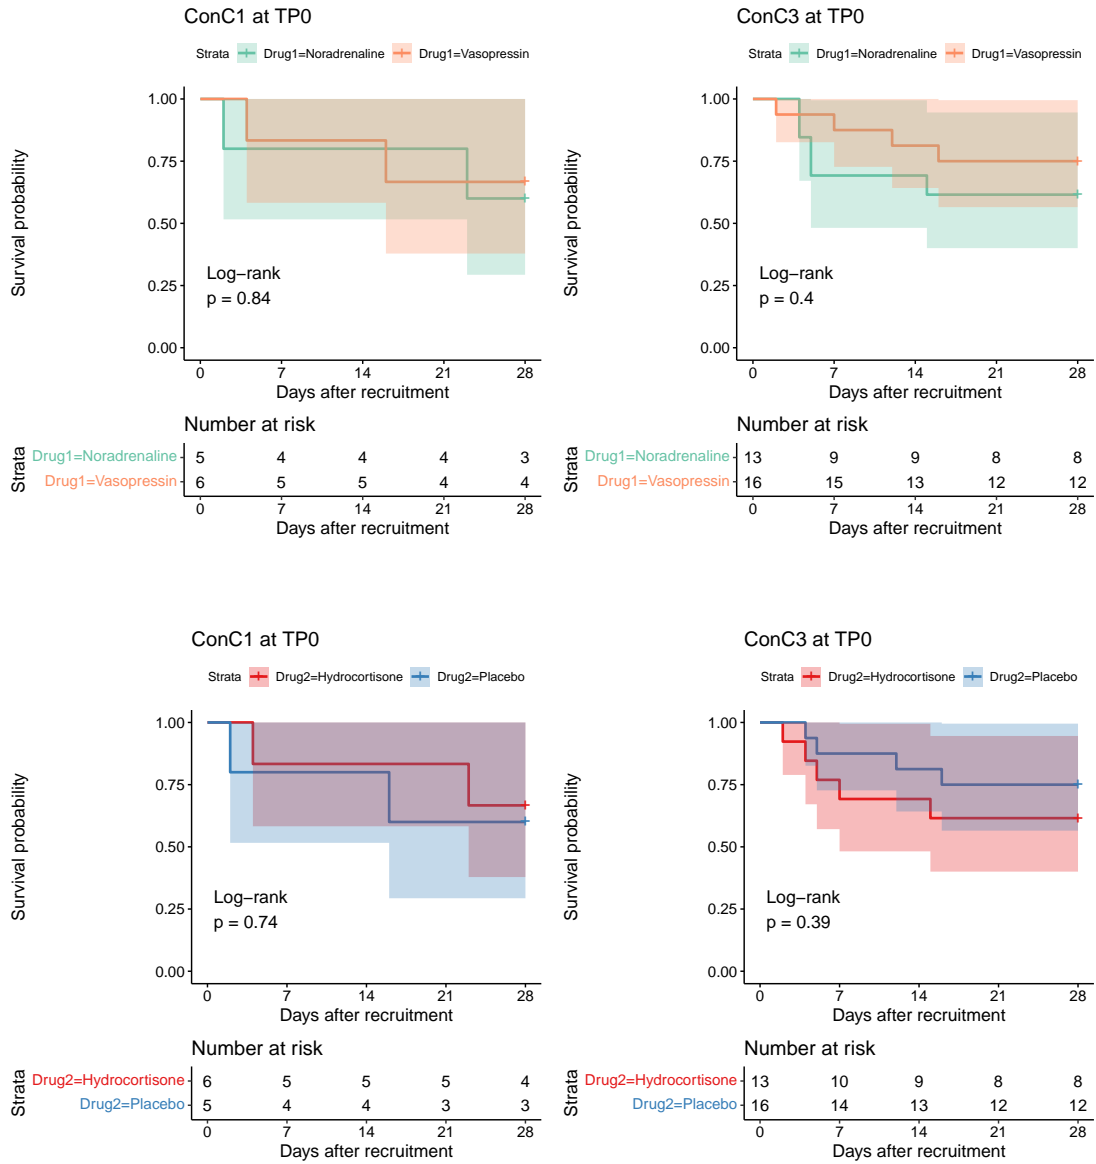 ConC1 at TP0
Strata Drug1=Noradrenaline Drug1=Vasopressin
Survival probability
1.00
0.75
0.50
0.25
0.00
Log−rank
p = 0.84
0 7 14 21 28
Days after recruitment
Number at risk
Strata
Drug1=Noradrenaline 5 4 4 4 3
Drug1=Vasopressin 6 5 5 4 4
0 7 14 21 28
Days after recruitment
ConC3 at TP0
Strata Drug1=Noradrenaline Drug1=Vasopressin
Survival probability
1.00
0.75
0.50
0.25
0.00
Log−rank
p = 0.4
0 7 14 21 28
Days after recruitment
Number at risk
Strata
Drug1=Noradrenaline 13 9 9 8 8
Drug1=Vasopressin 16 15 13 12 12
0 7 14 21 28
Days after recruitment
ConC1 at TP0
Strata Drug2=Hydrocortisone Drug2=Placebo
Survival probability
1.00
0.75
0.50
0.25
0.00
Log−rank
p = 0.74
0 7 14 21 28
Days after recruitment
Number at risk
Strata
Drug2=Hydrocortisone 6 5 5 5 4
Drug2=Placebo 5 4 4 3 3
0 7 14 21 28
Days after recruitment
ConC3 at TP0
Strata Drug2=Hydrocortisone Drug2=Placebo
Survival probability
1.00
0.75
0.50
0.25
0.00
Log−rank
p = 0.39
0 7 14 21 28
Days after recruitment
Number at risk
Strata
Drug2=Hydrocortisone 13 10 9 8 8
Drug2=Placebo 16 14 13 12 12
0 7 14 21 28
Days after recruitment